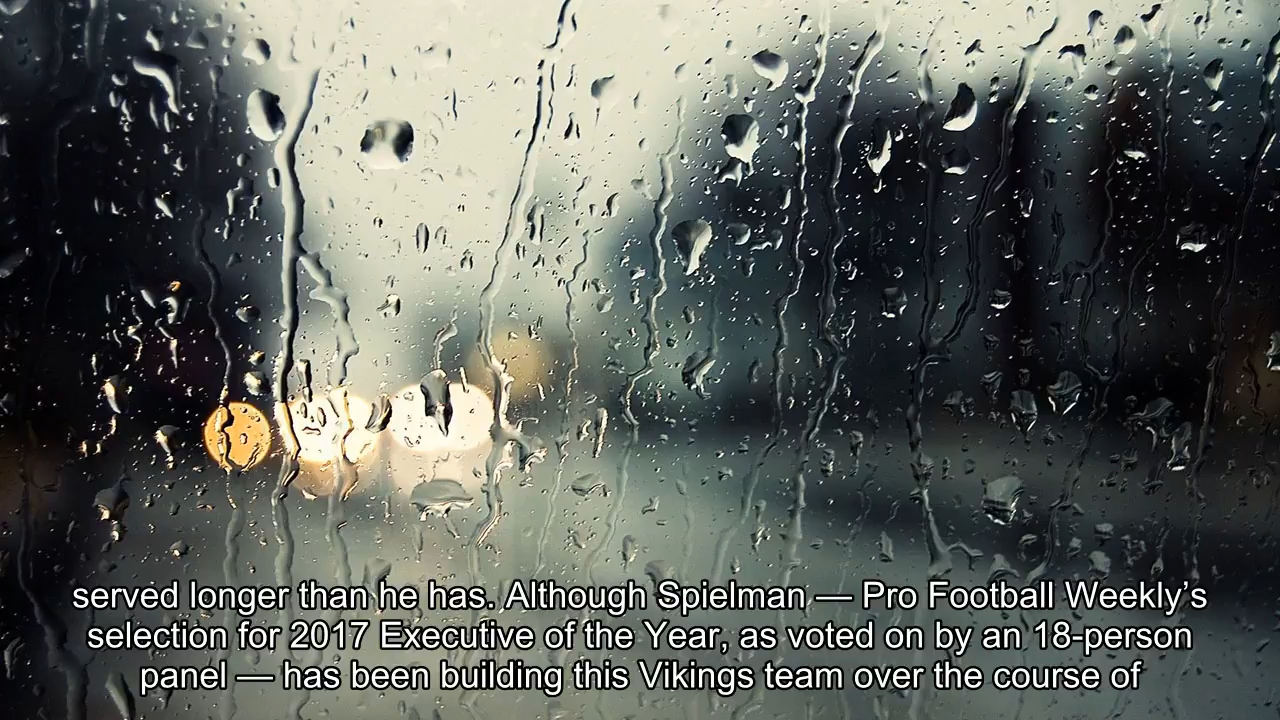 served longer than he has. Although Spielman — Pro Football Weekly’s
selection for 2017 Executive of the Year, as voted on by an 18-person
panel — has been building this Vikings team over the course of